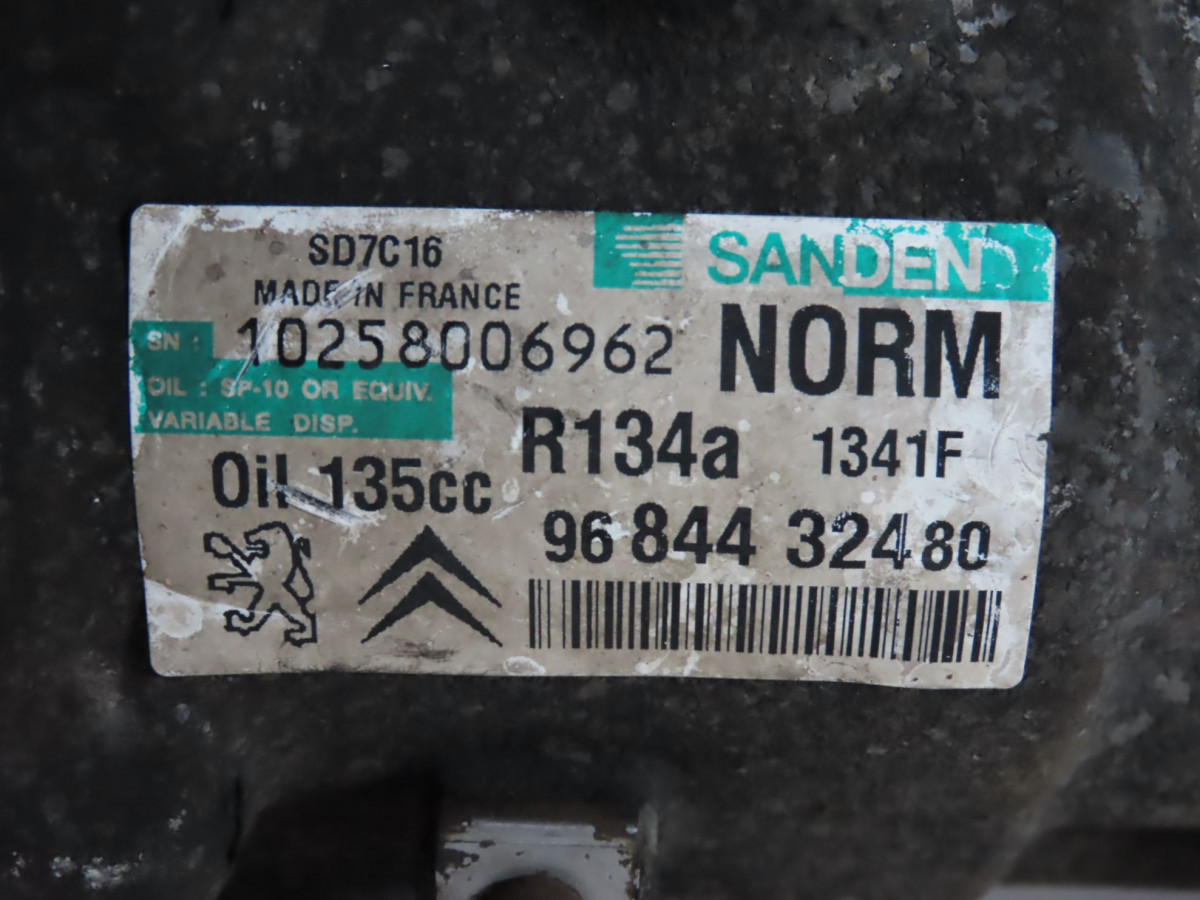 SD7C16
MADE IN FRANCE
SANDEN
SN : 10258006962
NORM
OIL : SP-10 OR EQUIV.
VARIABLE DISP.
R134a 1341F
Oil 135cc
96 844 324 80